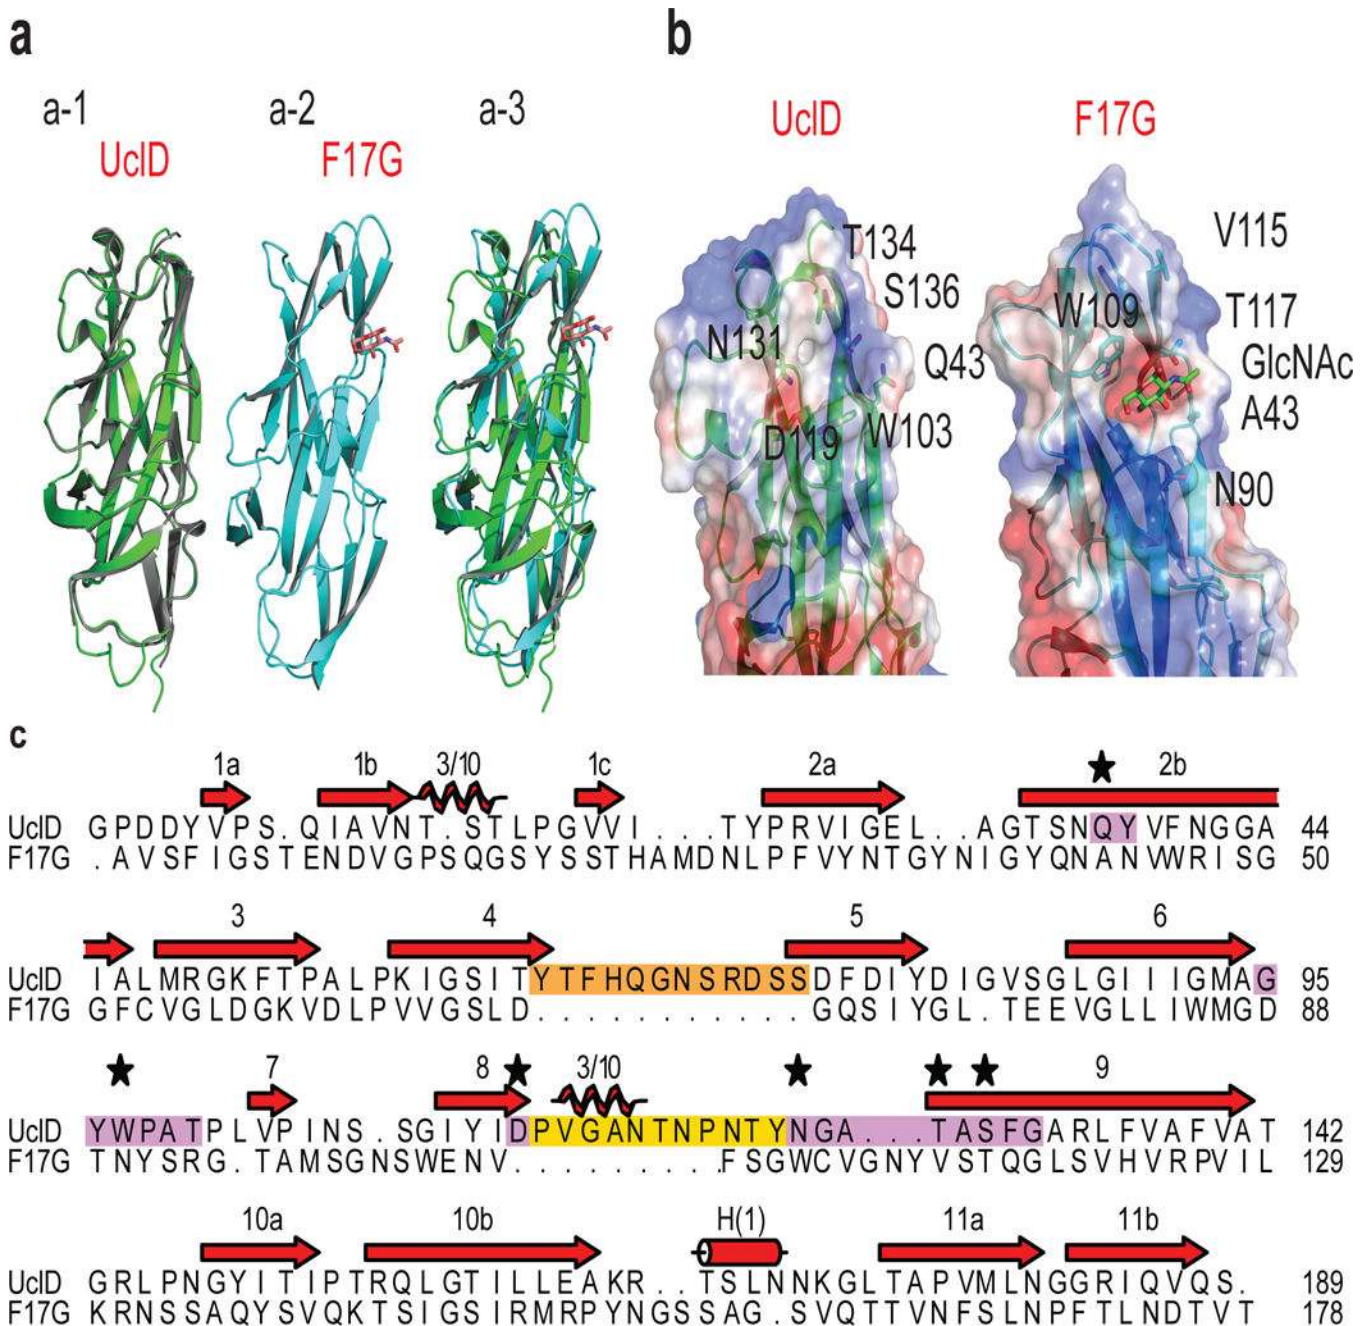 a
b
a-1
a-2
a-3
UclD
F17G
UclD
F17G
T134
S136
N131
Q43
D119
W103
V115
W109
T117
GlcNAc
A43
N90
c
1a 1b 3/10 1c 2a ★ 2b
UclD GPDDYVPS.QIAVNT.STLPGVVI...TYPRVIGEL..AGTSNQYVFNGGA 44
F17G .AVSFIGSTENDVGPSQGSYSSTHAMDNLPFVYNTGYNIGYQNANVWRISG 50
3 4 5 6
UclD IALMRGKFTPALPKIGSITYTFHQGNSRDSSDFDIYDIGVSGLGIIIGMAG 95
F17G GFCVGLDGKVDLPVVGSLD............GQSIYGL.TEEVGLLIWMGD 88
★ 7 8 ★ 3/10 ★ ★ ★ 9
UclD YWPATPLVPINS.SGIYIDPVGANTNPNTYNGA...TASFGARLFVAFVAT 142
F17G TNYSRG.TAMSGNSWENV.........FSGWCVGNYVSTQGLSVHVRPVIL 129
10a 10b H(1) 11a 11b
UclD GRLPNGYITIPTRQLGTILLEAKR..TSLNNKGLTAPVMLNGGRIQVQS. 189
F17G KRNSSAQYSVQKTSIGSIRMRPYNGSSAG.SVQTTVNFSLNPFTLNDTVT 178